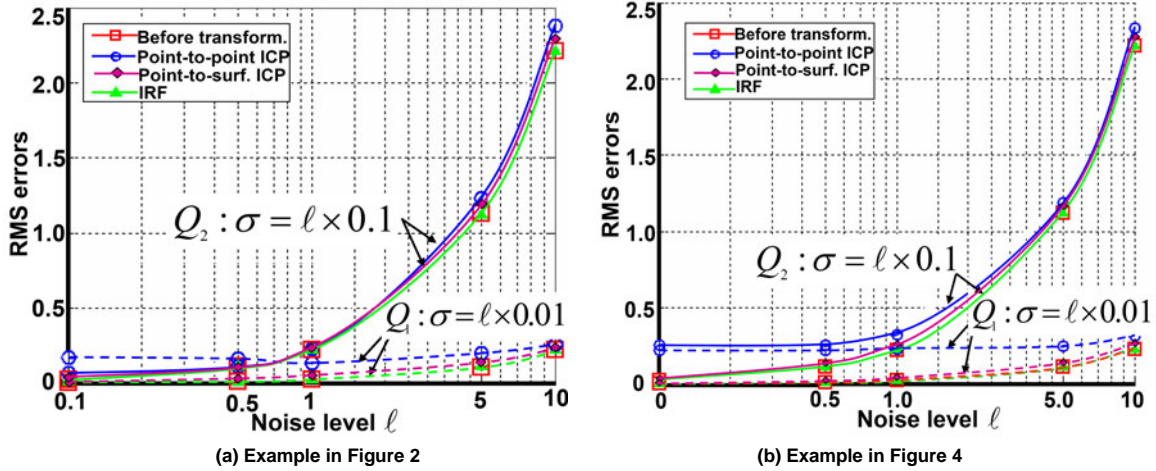 2.5
2.0
1.5
1.0
0.5
0
RMS errors
Before transform.
Point-to-point ICP
Point-to-surf. ICP
IRF
Q₂ : σ = ℓ × 0.1
Q₁ : σ = ℓ × 0.01
0.1 0.5 1 5 10
Noise level ℓ
(a) Example in Figure 2
2.5
2.0
1.5
1.0
0.5
0
RMS errors
Before transform.
Point-to-point ICP
Point-to-surf. ICP
IRF
Q₂ : σ = ℓ × 0.1
Q₁ : σ = ℓ × 0.01
0 0.5 1.0 5.0 10
Noise level ℓ
(b) Example in Figure 4